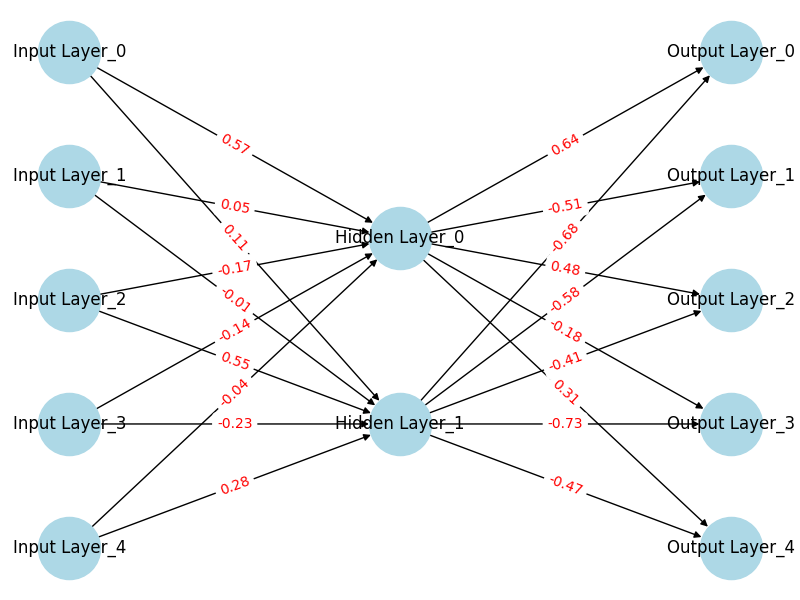 Input Layer_0
Output Layer_0
0.57
0.64
Input Layer_1
Output Layer_1
0.05
-0.51
0.11
Hidden Layer_0
-0.68
-0.17
0.48
Input Layer_2
-0.01
-0.58
Output Layer_2
-0.14
-0.18
0.55
-0.41
-0.04
0.31
Input Layer_3
-0.23
Hidden Layer_1
-0.73
Output Layer_3
0.28
-0.47
Input Layer_4
Output Layer_4